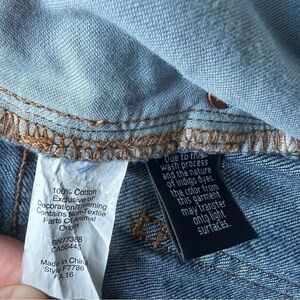 100% Cotton
Exclusive of
Decoration/Trimming
Contains Non-Textile
Parts Of Animal
Origin
RN77388
Made in China
Style F7786
FA 16
Due to the
wash process
and the nature
of indigo dyes,
the color from
this garment
may transfer
onto light
surfaces.